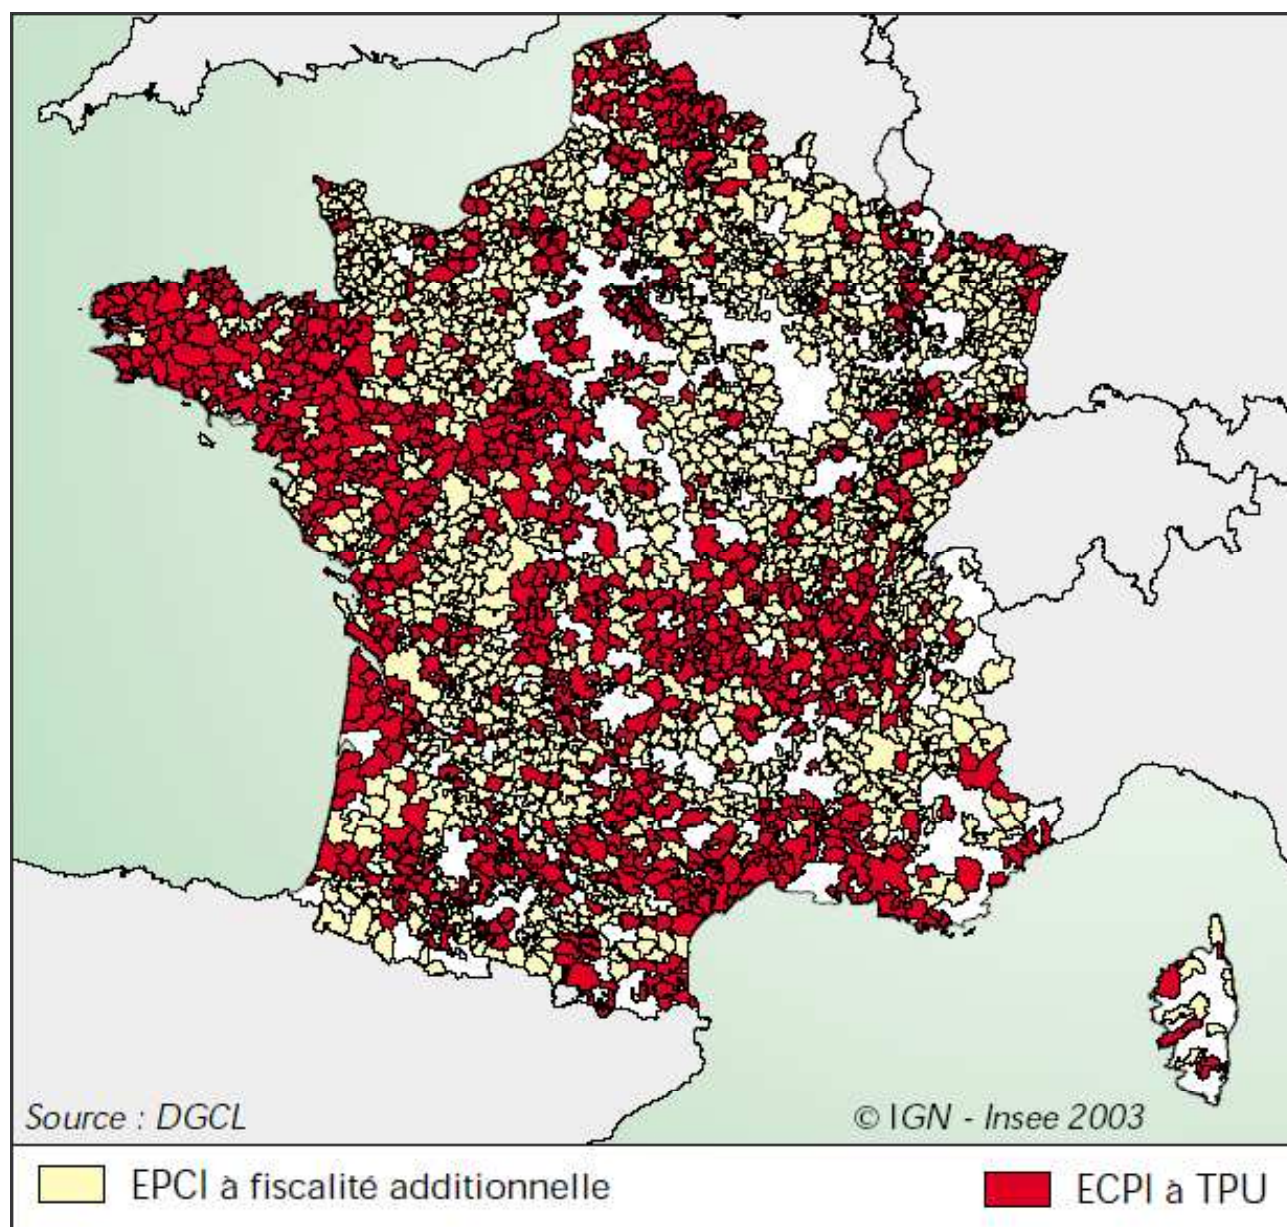 Source : DGCL
© IGN - Insee 2003
EPCI à fiscalité additionnelle
ECPI à TPU